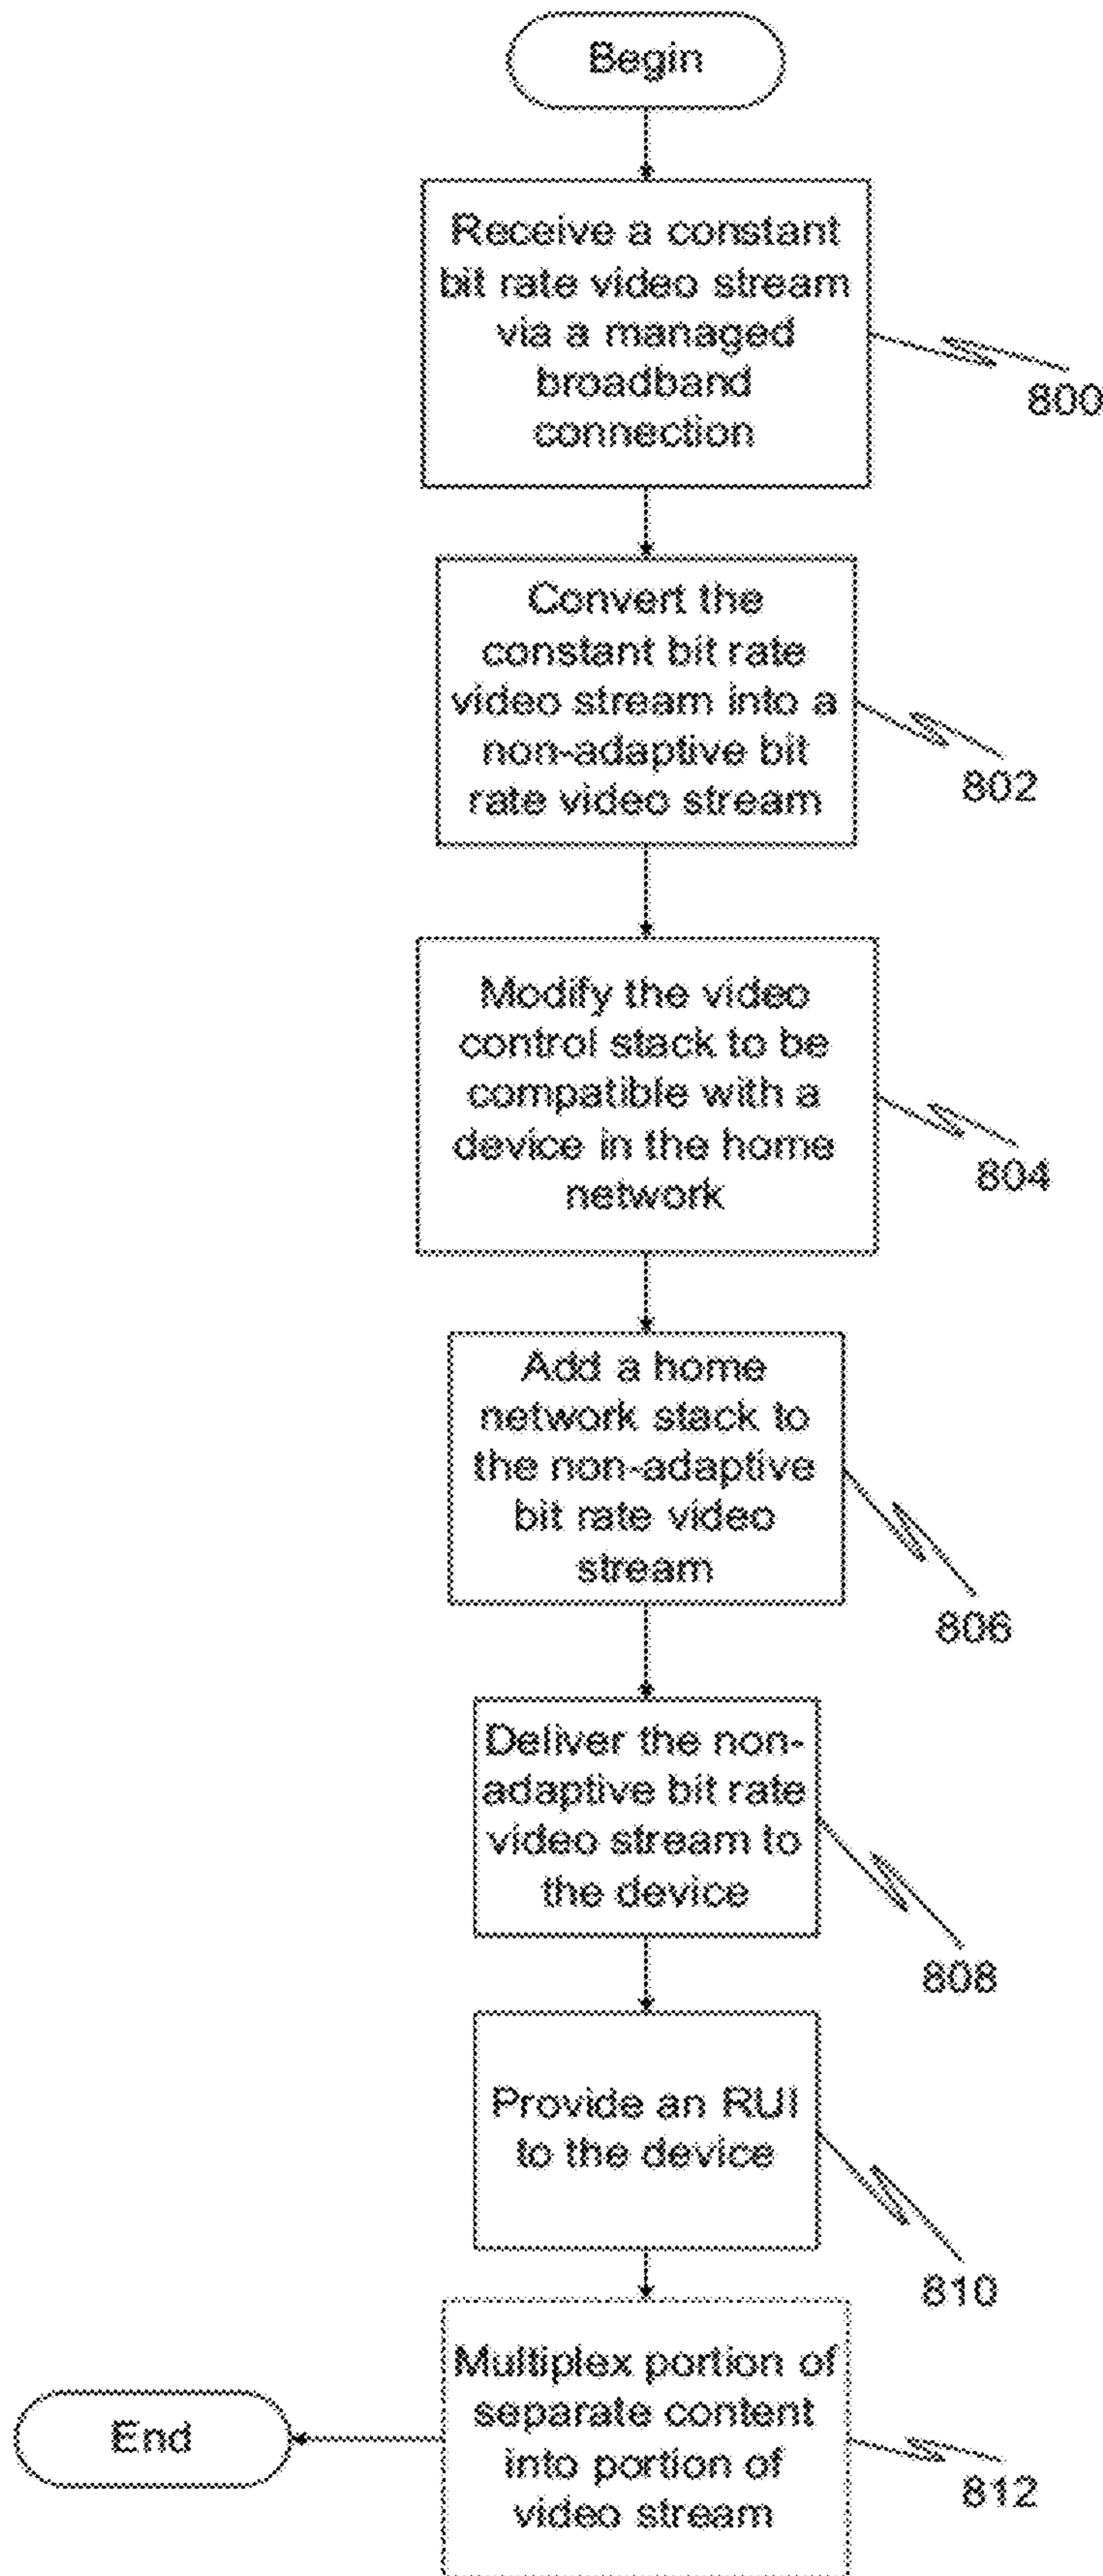 Begin
Receive a constant
bit rate video stream
via a managed
broadband
connection
800
Convert the
constant bit rate
video stream into a
non-adaptive bit
rate video stream
802
Modify the video
control stack to be
compatible with a
device in the home
network
804
Add a home
network stack to
the non-adaptive
bit rate video
stream
806
Deliver the non-
adaptive bit rate
video stream to
the device
808
Provide an RUI
to the device
810
Multiplex portion of
separate content
into portion of
video stream
812
End